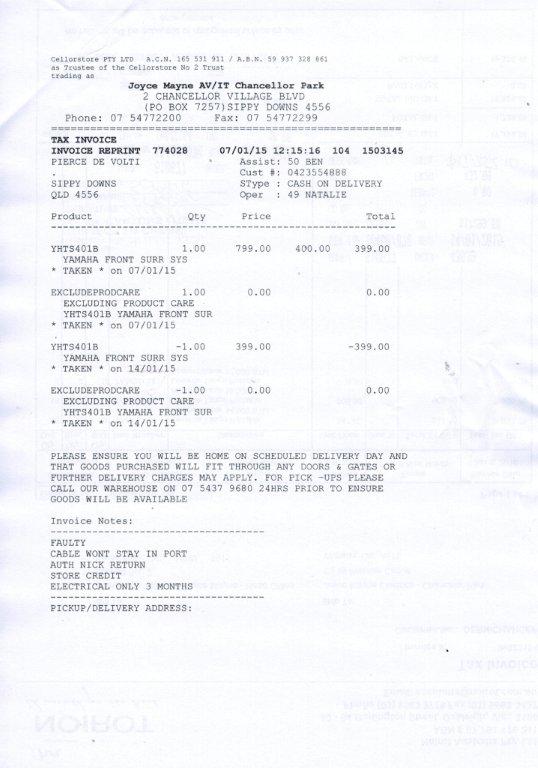 Cellorstore PTY LTD A.C.N. 165 531 911 / A.B.N. 59 937 328 861
as Trustee of the Cellorstore No 2 Trust
trading as
Joyce Mayne AV/IT Chancellor Park
2 CHANCELLOR VILLAGE BLVD
(PO BOX 7257)SIPPY DOWNS 4556
Phone: 07 54772200 Fax: 07 54772299
TAX INVOICE
INVOICE REPRINT 774028 07/01/15 12:15:16 104 1503145
PIERCE DE VOLTI Assist: 50 BEN
. Cust #: 0423554888
SIPPY DOWNS SType : CASH ON DELIVERY
QLD 4556 Oper : 49 NATALIE
Product Qty Price Total
YHTS401B 1.00 799.00 400.00 399.00
YAMAHA FRONT SURR SYS
* TAKEN * on 07/01/15
EXCLUDEPRODCARE 1.00 0.00 0.00
EXCLUDING PRODUCT CARE
YHTS401B YAMAHA FRONT SUR
* TAKEN * on 07/01/15
YHTS401B -1.00 399.00 -399.00
YAMAHA FRONT SURR SYS
* TAKEN * on 14/01/15
EXCLUDEPRODCARE -1.00 0.00 0.00
EXCLUDING PRODUCT CARE
YHTS401B YAMAHA FRONT SUR
* TAKEN * on 14/01/15
PLEASE ENSURE YOU WILL BE HOME ON SCHEDULED DELIVERY DAY AND
THAT GOODS PURCHASED WILL FIT THROUGH ANY DOORS & GATES OR
FURTHER DELIVERY CHARGES MAY APPLY. FOR PICK -UPS PLEASE
CALL OUR WAREHOUSE ON 07 5437 9680 24HRS PRIOR TO ENSURE
GOODS WILL BE AVAILABLE
Invoice Notes:
FAULTY
CABLE WONT STAY IN PORT
AUTH NICK RETURN
STORE CREDIT
ELECTRICAL ONLY 3 MONTHS
PICKUP/DELIVERY ADDRESS:
Tax Invoice
NOIROT